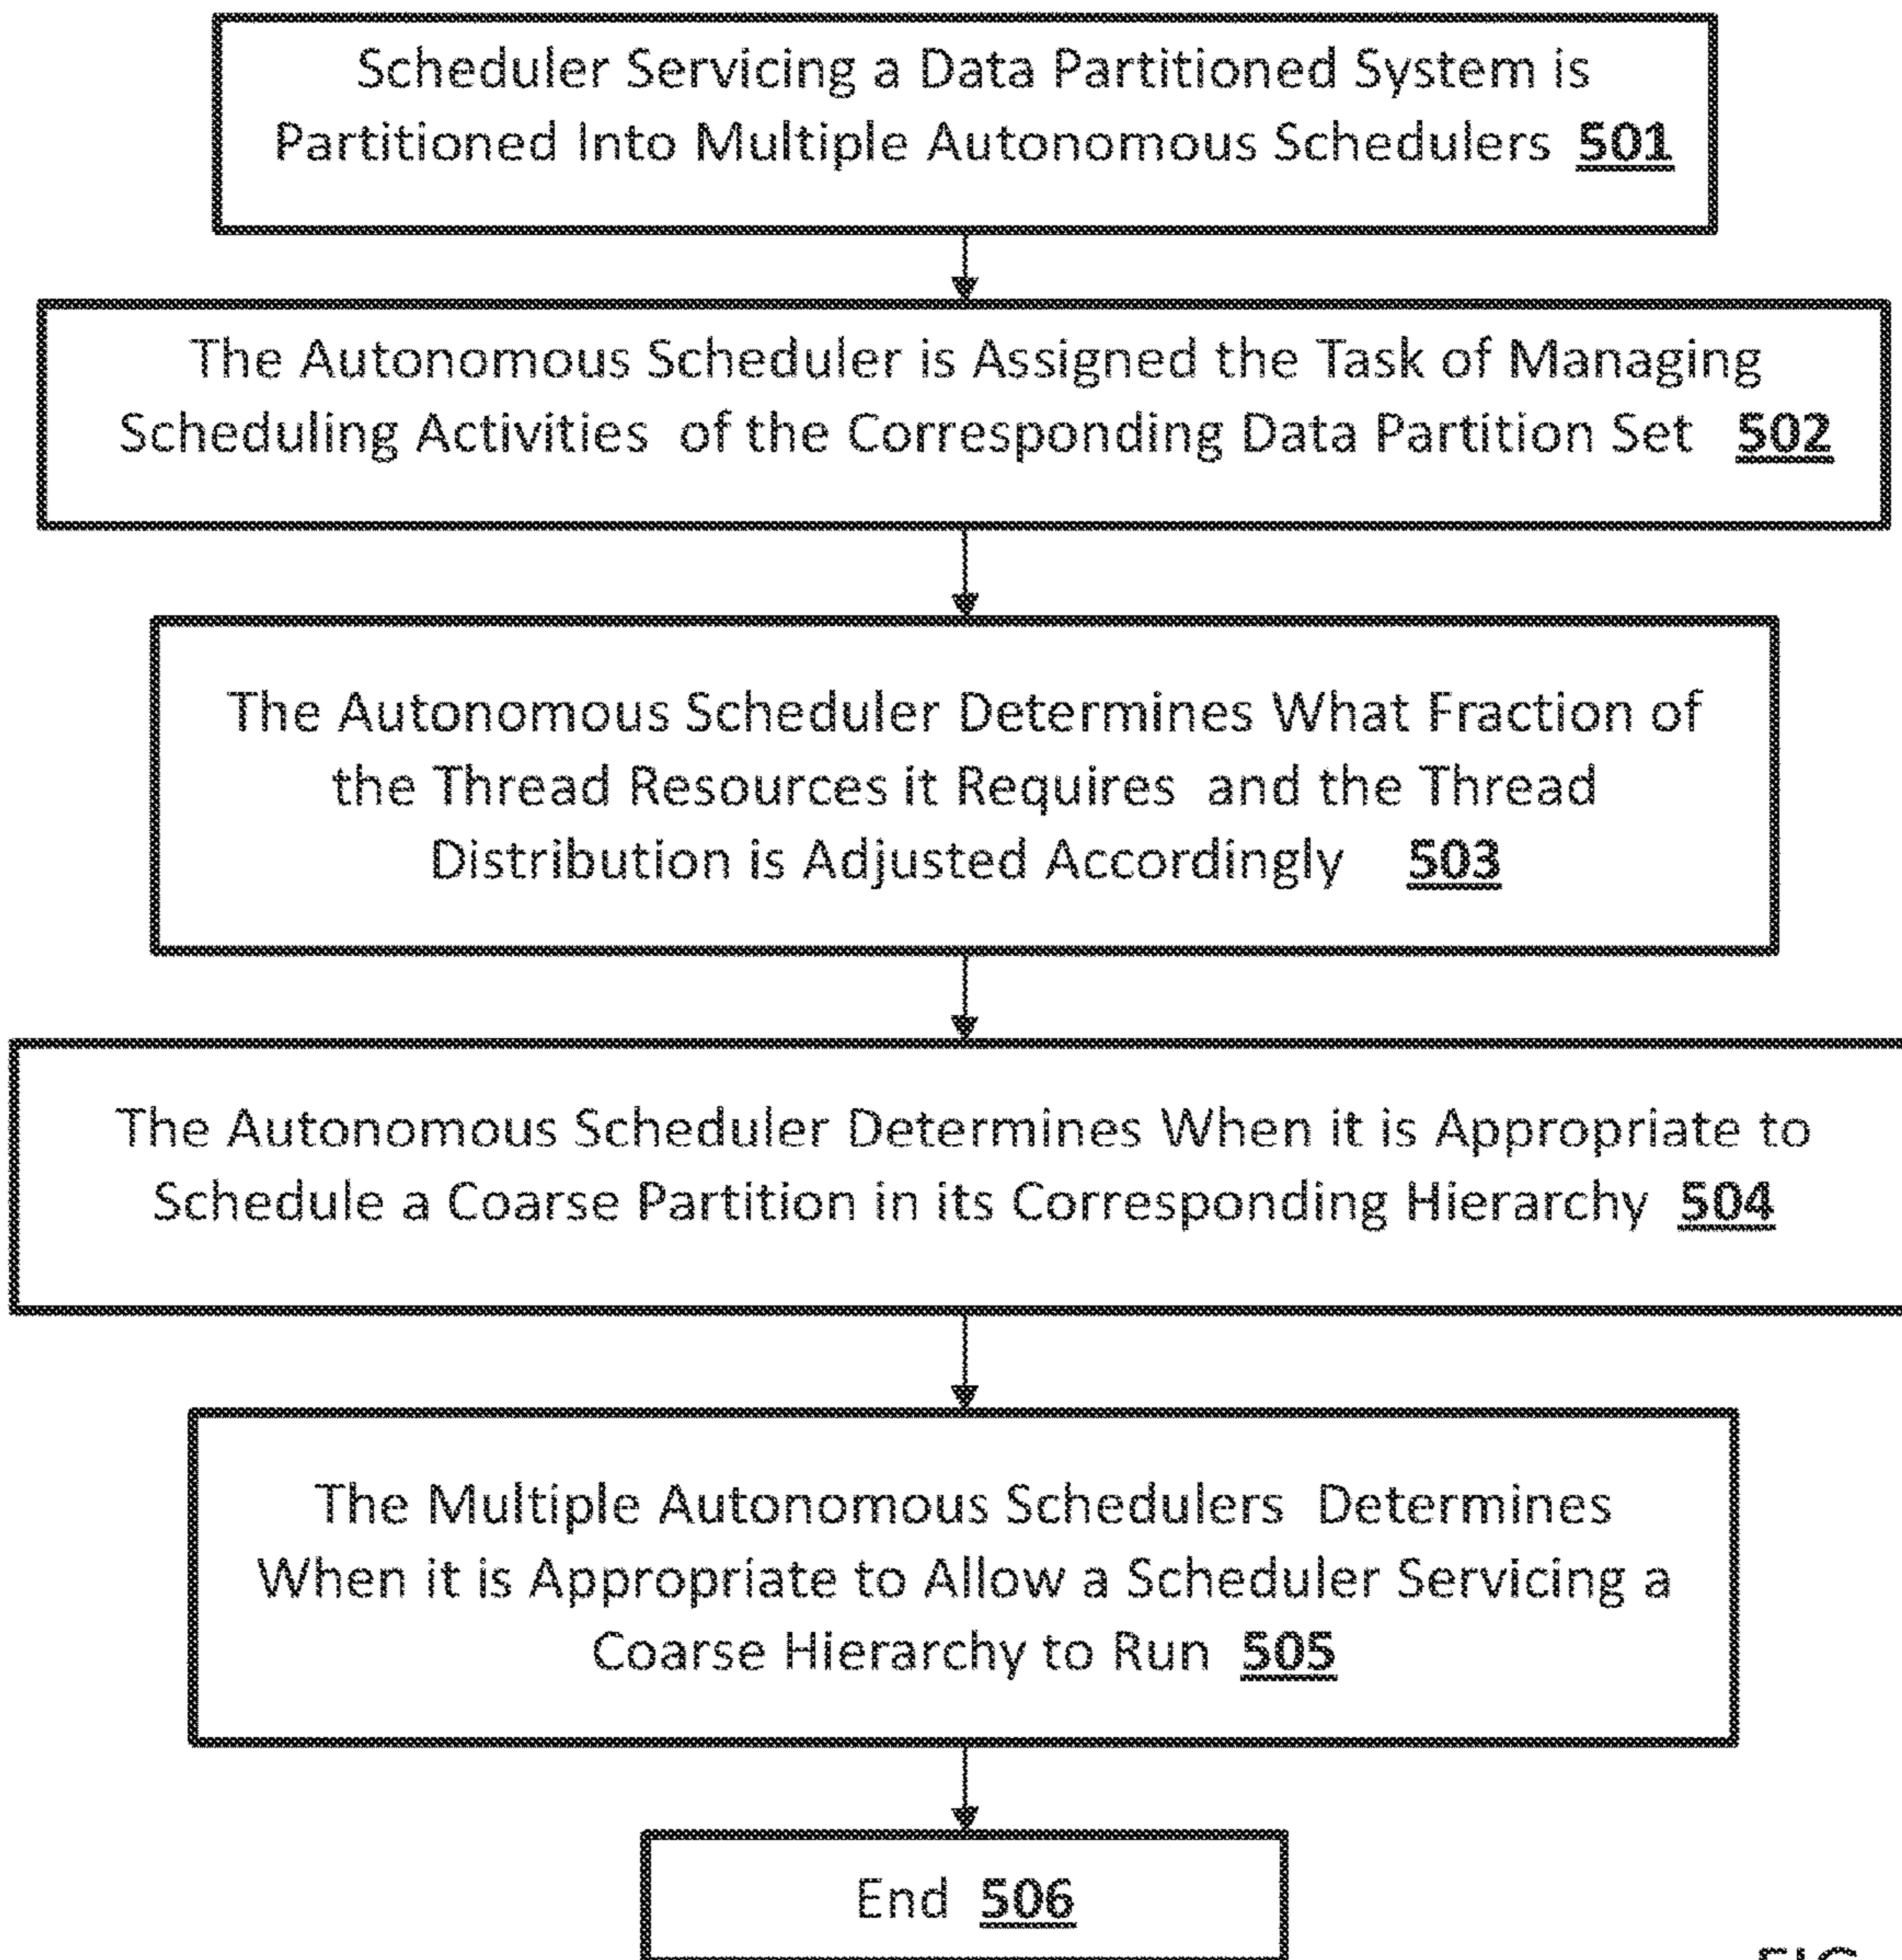 Scheduler Servicing a Data Partitioned System is
Partitioned Into Multiple Autonomous Schedulers 501
The Autonomous Scheduler is Assigned the Task of Managing
Scheduling Activities of the Corresponding Data Partition Set 502
The Autonomous Scheduler Determines What Fraction of
the Thread Resources it Requires and the Thread
Distribution is Adjusted Accordingly 503
The Autonomous Scheduler Determines When it is Appropriate to
Schedule a Coarse Partition in its Corresponding Hierarchy 504
The Multiple Autonomous Schedulers Determines
When it is Appropriate to Allow a Scheduler Servicing a
Coarse Hierarchy to Run 505
End 506